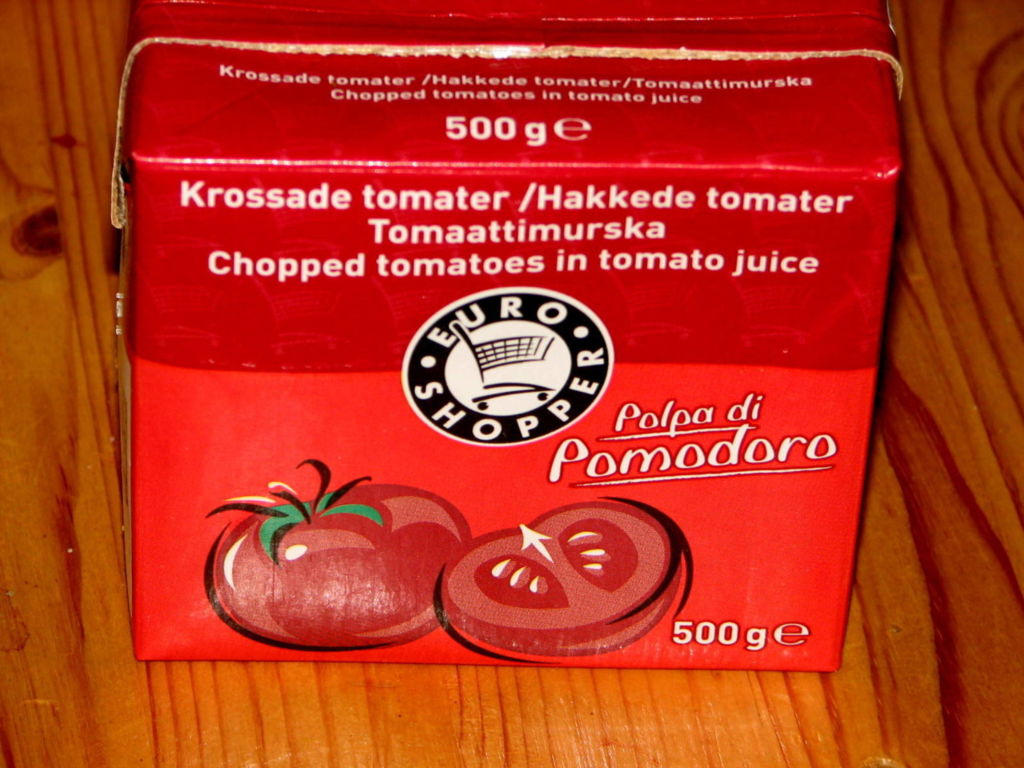 Krossade tomater /Hakkede tomater/Tomaattimurska
Chopped tomatoes in tomato juice
500 g ℮
Krossade tomater /Hakkede tomater
Tomaattimurska
Chopped tomatoes in tomato juice
EURO
SHOPPER
Polpa di
Pomodoro
500 g ℮